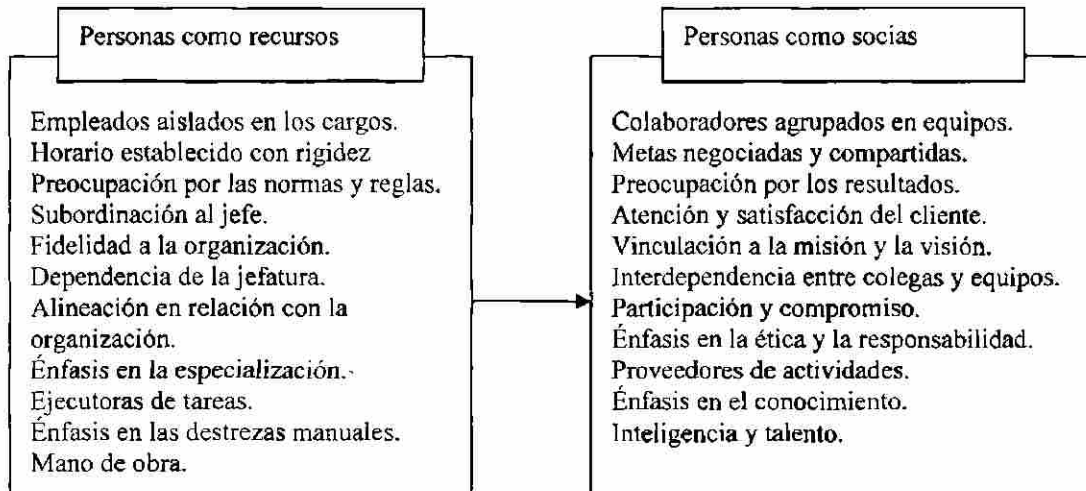 Personas como recursos
Empleados aislados en los cargos.
Horario establecido con rigidez
Preocupación por las normas y reglas.
Subordinación al jefe.
Fidelidad a la organización.
Dependencia de la jefatura.
Alineación en relación con la
organización.
Énfasis en la especialización.
Ejecutoras de tareas.
Énfasis en las destrezas manuales.
Mano de obra.
Personas como socias
Colaboradores agrupados en equipos.
Metas negociadas y compartidas.
Preocupación por los resultados.
Atención y satisfacción del cliente.
Vinculación a la misión y la visión.
Interdependencia entre colegas y equipos.
Participación y compromiso.
Énfasis en la ética y la responsabilidad.
Proveedores de actividades.
Énfasis en el conocimiento.
Inteligencia y talento.